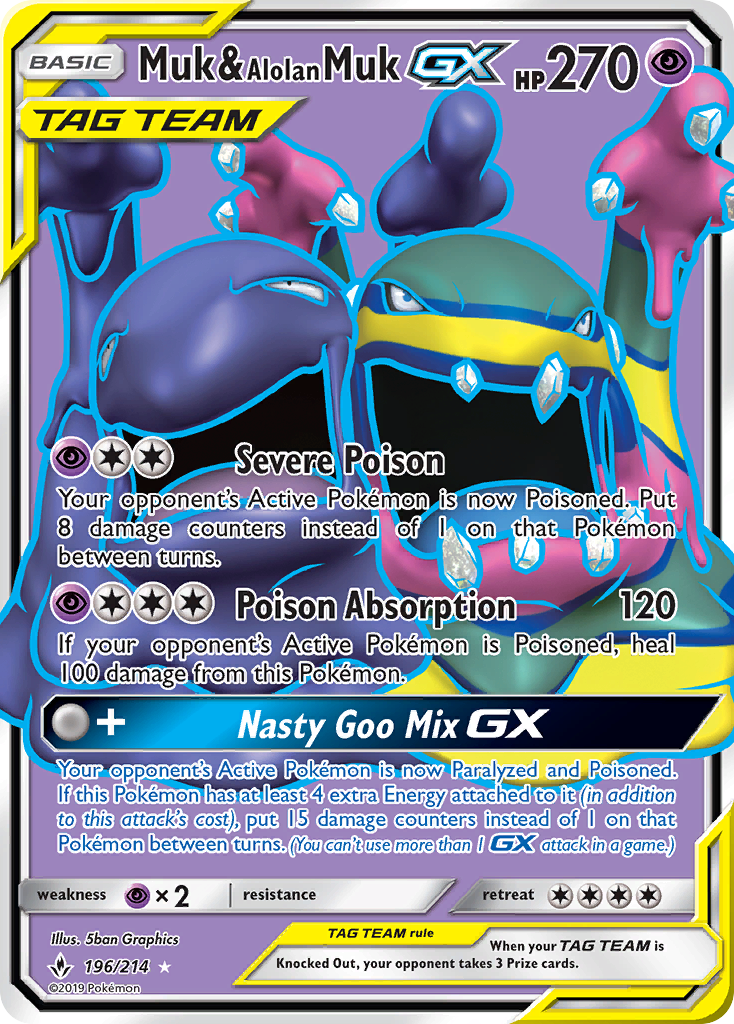 BASIC Muk & Alolan Muk GX HP 270
TAG TEAM
Severe Poison
Your opponent's Active Pokémon is now Poisoned. Put
8 damage counters instead of 1 on that Pokémon
between turns.
Poison Absorption 120
If your opponent's Active Pokémon is Poisoned, heal
100 damage from this Pokémon.
+ Nasty Goo Mix GX
Your opponent's Active Pokémon is now Paralyzed and Poisoned.
If this Pokémon has at least 4 extra Energy attached to it (in addition
to this attack's cost), put 15 damage counters instead of 1 on that
Pokémon between turns. (You can't use more than 1 GX attack in a game.)
weakness ×2 resistance retreat
Illus. 5ban Graphics
196/214
©2019 Pokémon
TAG TEAM rule
When your TAG TEAM is
Knocked Out, your opponent takes 3 Prize cards.